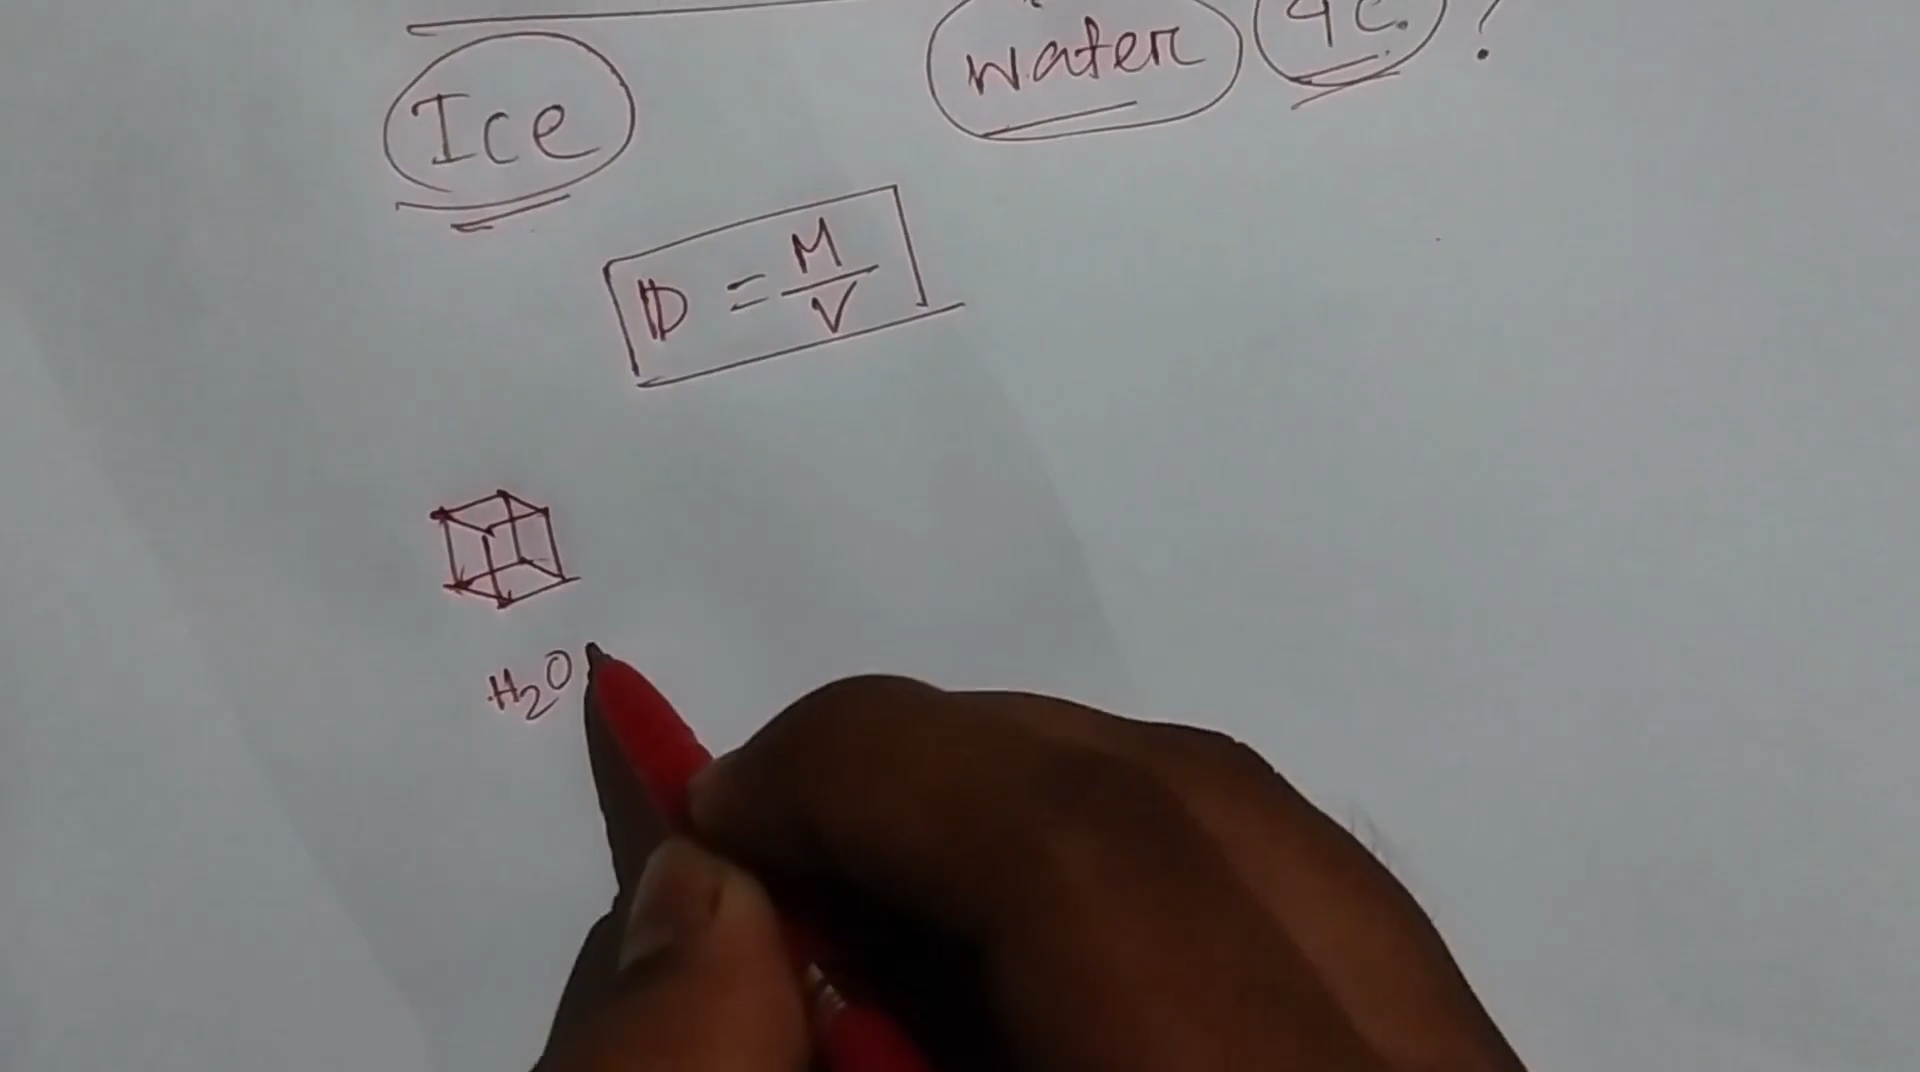 water 4c. ?
Ice
D = M/V
H2O